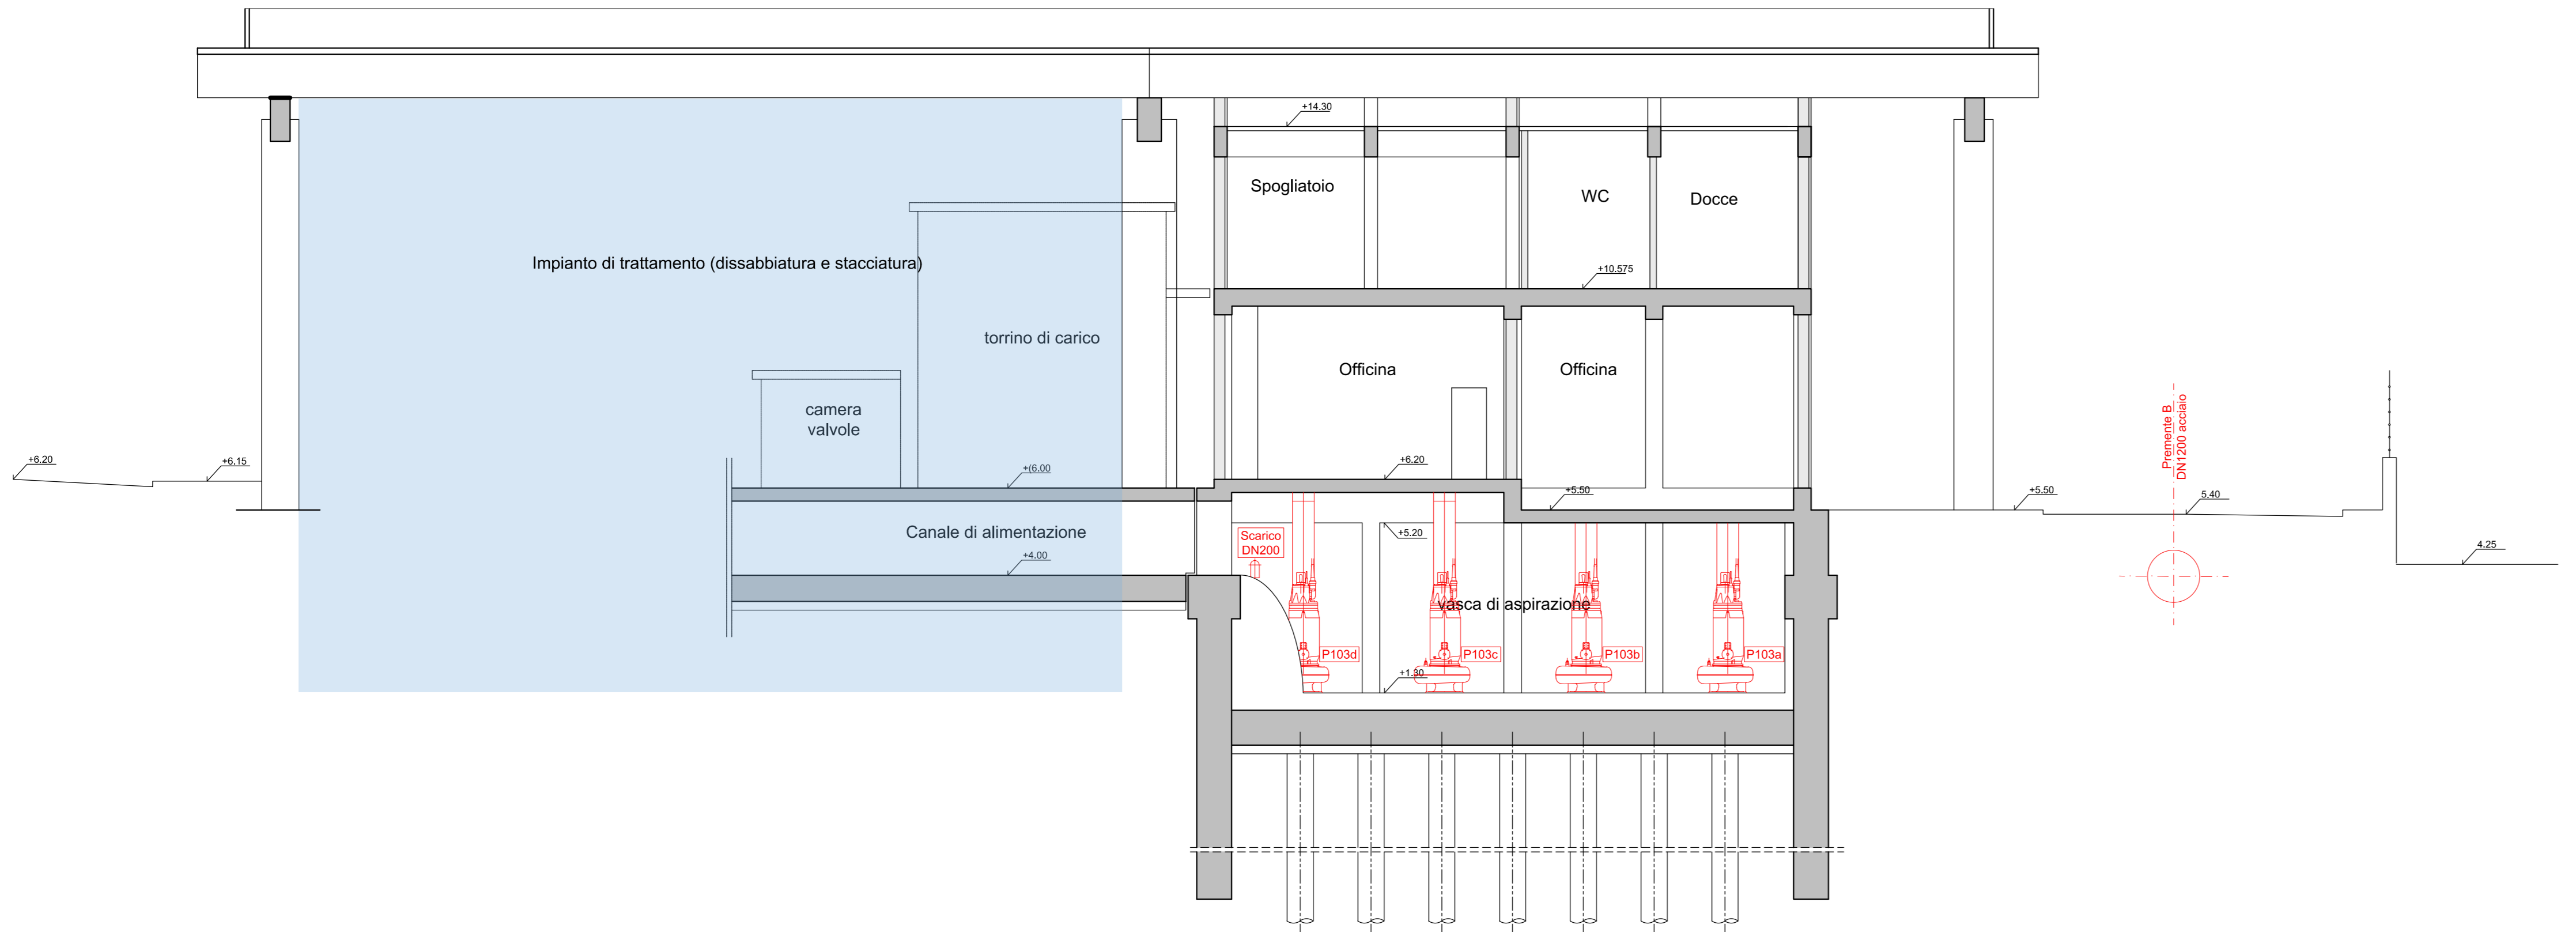 +14.30
Spogliatoio
WC
Docce
Impianto di trattamento (dissabbiatura e stacciatura)
+10.575
torrino di carico
Officina
Officina
camera
valvole
Premente B
DN1200 acciaio
+6.20
+6.15
+(6.00
+6.20
+5.50
+5.50
5.40
Canale di alimentazione
Scarico
DN200
+5.20
+4.00
4.25
vasca di aspirazione
P103d
P103c
P103b
P103a
+1.30